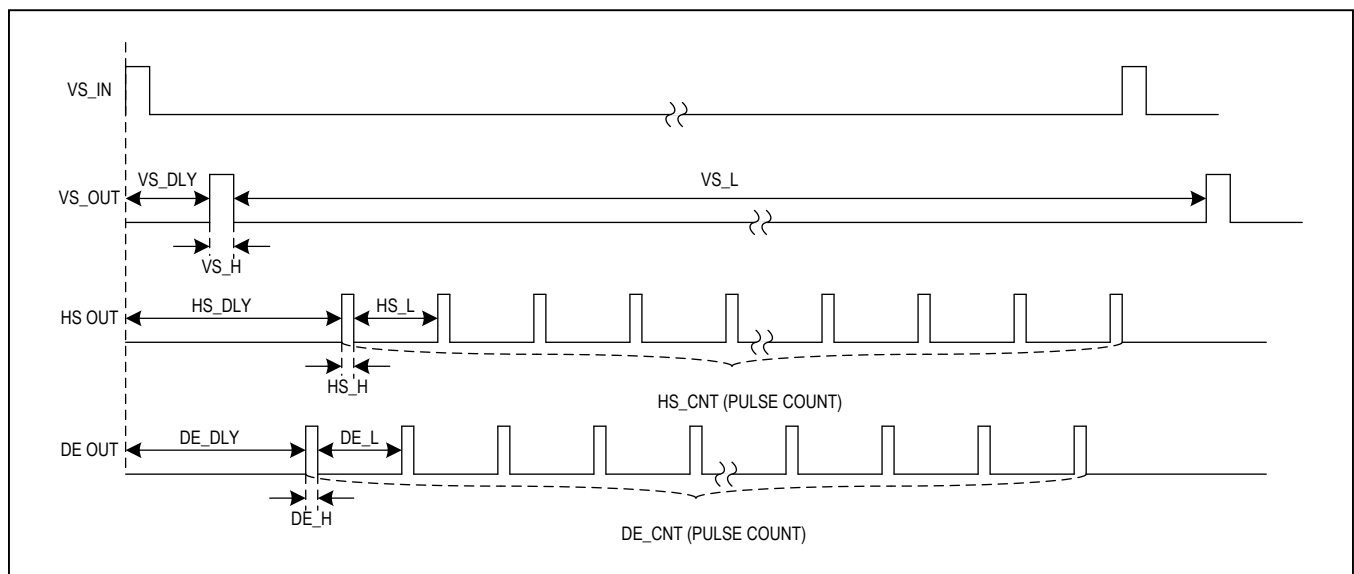 VS_IN
VS_DLY
VS_L
VS_OUT
VS_H
HS_DLY
HS_L
HS OUT
HS_H
HS_CNT (PULSE COUNT)
DE_DLY
DE_L
DE OUT
DE_H
DE_CNT (PULSE COUNT)